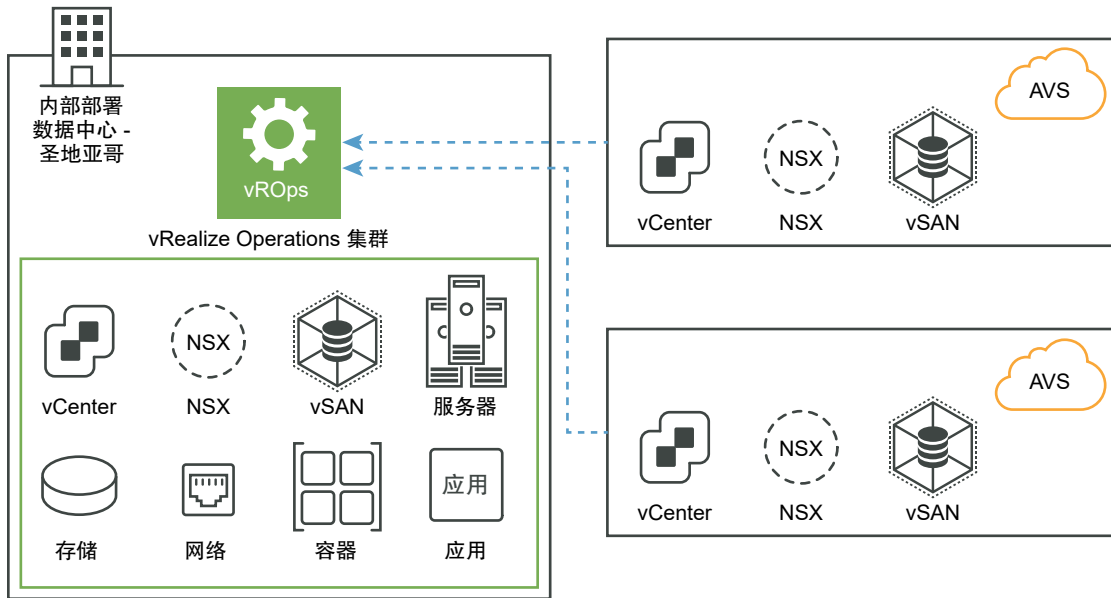 内部部署
数据中心 -
圣地亚哥
vROps
vRealize Operations 集群
NSX
vCenter
NSX
vSAN
服务器
应用
存储
网络
容器
应用
AVS
NSX
vCenter
NSX
vSAN
AVS
NSX
vCenter
NSX
vSAN